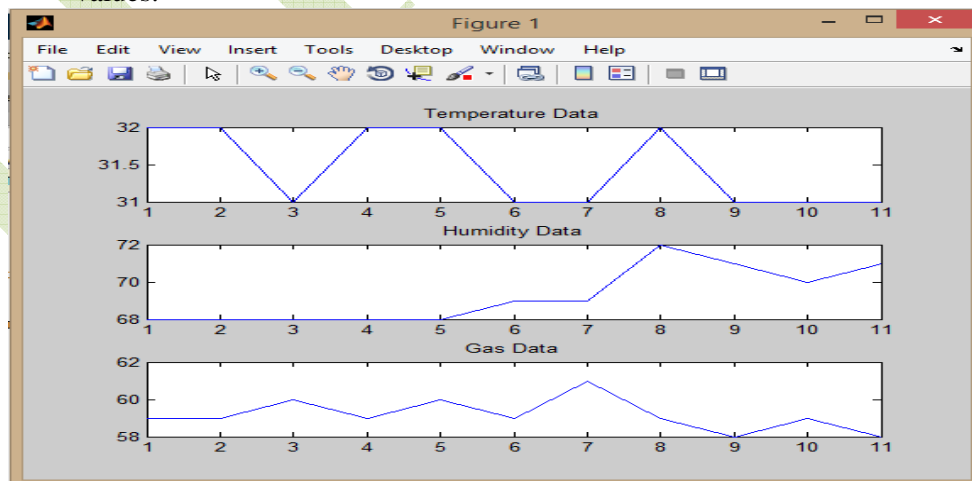 values.
Figure 1
File Edit View Insert Tools Desktop Window Help
Temperature Data
32
31.5
31
1 2 3 4 5 6 7 8 9 10 11
Humidity Data
72
70
68
1 2 3 4 5 6 7 8 9 10 11
Gas Data
62
60
58
1 2 3 4 5 6 7 8 9 10 11